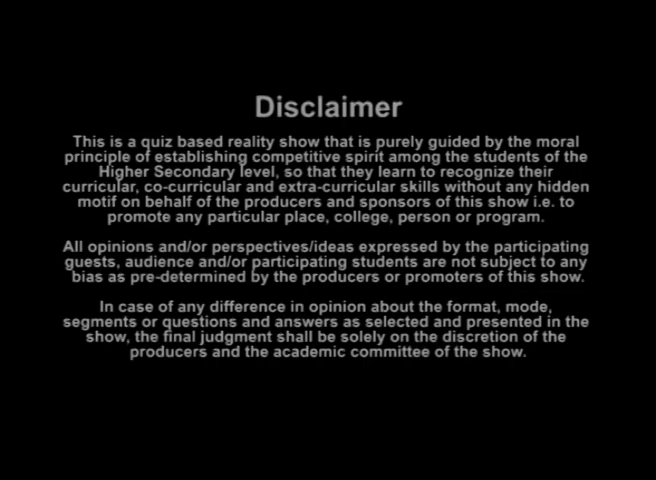 Disclaimer
This is a quiz based reality show that is purely guided by the moral
principle of establishing competitive spirit among the students of the
Higher Secondary level, so that they learn to recognize their
curricular, co-curricular and extra-curricular skills without any hidden
motif on behalf of the producers and sponsors of this show i.e. to
promote any particular place, college, person or program.
All opinions and/or perspectives/ideas expressed by the participating
guests, audience and/or participating students are not subject to any
bias as pre-determined by the producers or promoters of this show.
In case of any difference in opinion about the format, mode,
segments or questions and answers as selected and presented in the
show, the final judgment shall be solely on the discretion of the
producers and the academic committee of the show.